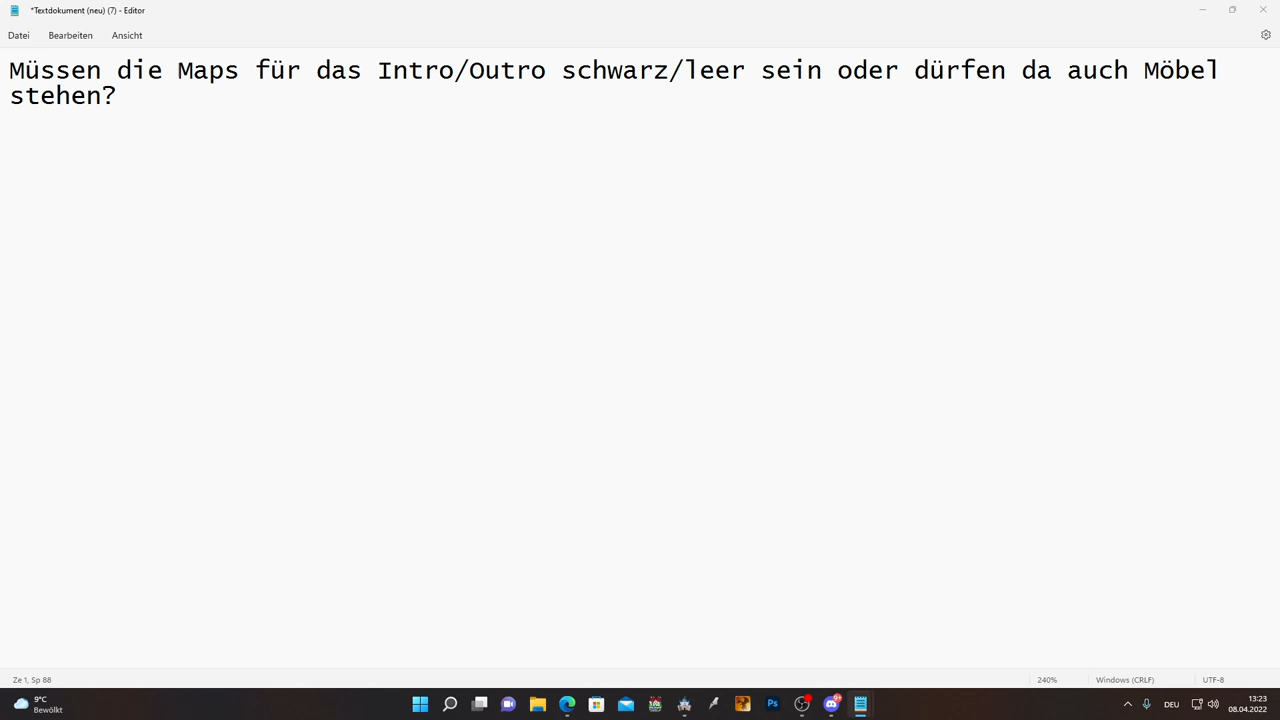 *Textdokument (neu) (7) - Editor
Datei Bearbeiten Ansicht
Müssen die Maps für das Intro/Outro schwarz/leer sein oder dürfen da auch Möbel
stehen?
Ze 1, Sp 88 240% Windows (CRLF) UTF-8
9°C
Bewölkt
Ps
9+
DEU
13:23
08.04.2022